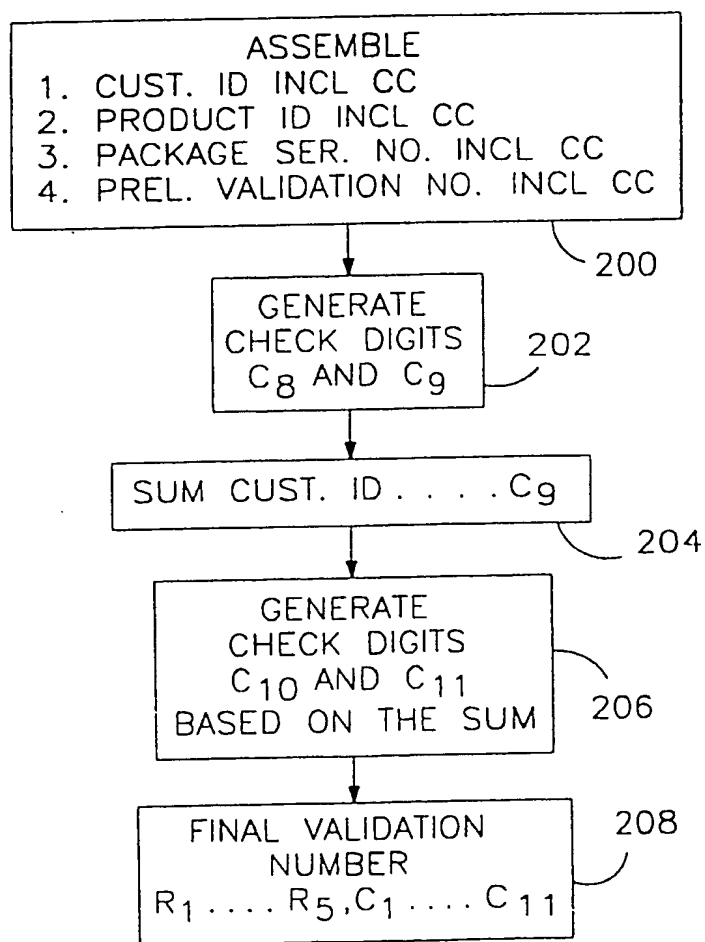 ASSEMBLE
1. CUST. ID INCL CC
2. PRODUCT ID INCL CC
3. PACKAGE SER. NO. INCL CC
4. PREL. VALIDATION NO. INCL CC
200
GENERATE
CHECK DIGITS
C8 AND C9
202
SUM CUST. ID . . . . C9
204
GENERATE
CHECK DIGITS
C10 AND C11
BASED ON THE SUM
206
FINAL VALIDATION
NUMBER
R1 .... R5,C1 .... C11
208